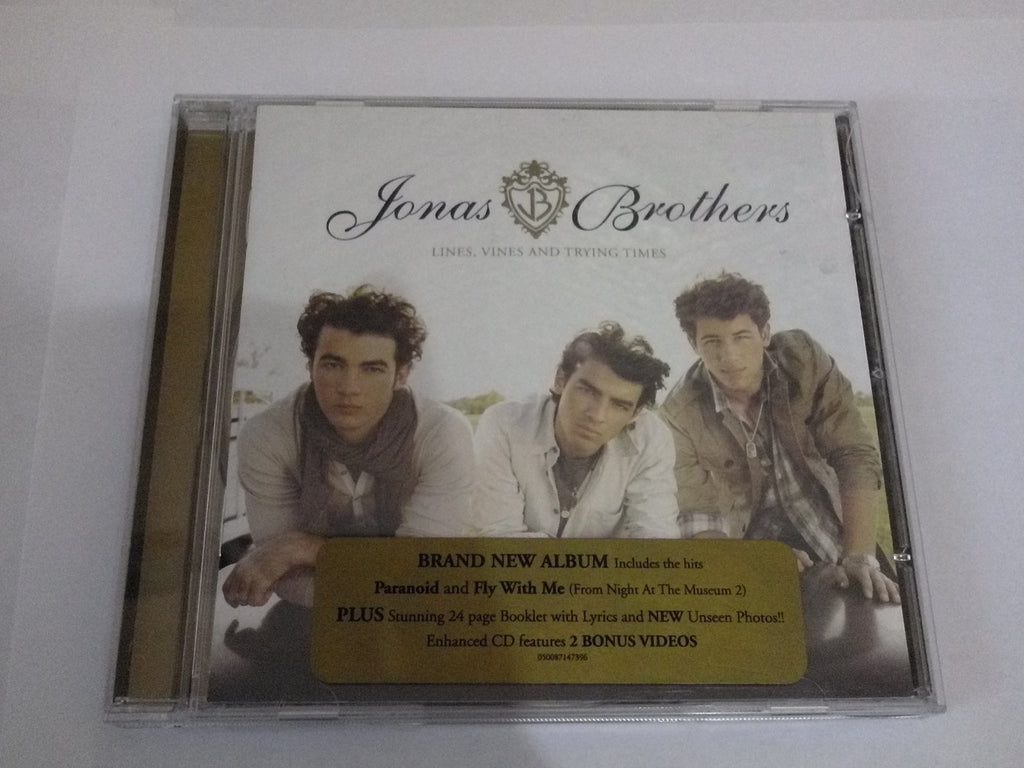 Jonas JB Brothers
LINES, VINES AND TRYING TIMES
BRAND NEW ALBUM Includes the hits
Paranoid and Fly With Me (From Night At The Museum 2)
PLUS Stunning 24 page Booklet with Lyrics and NEW Unseen Photos!!
Enhanced CD features 2 BONUS VIDEOS
050087147396